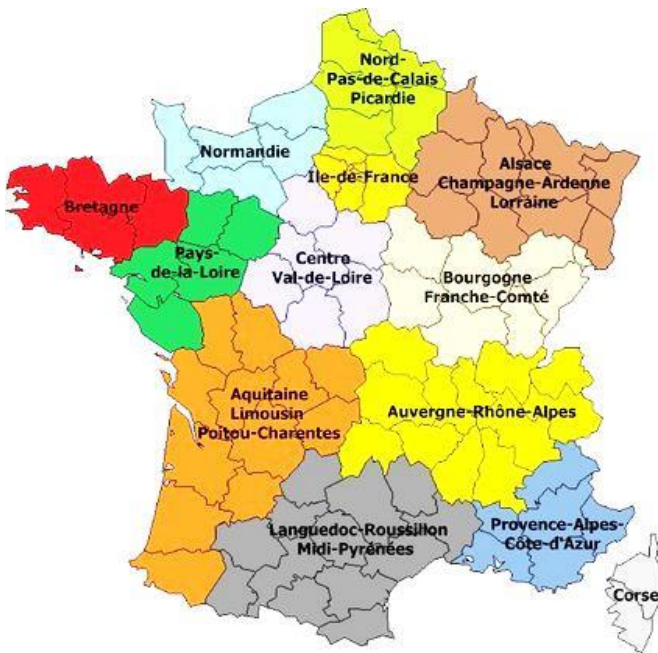 Nord-
Pas-de-Calais
Picardie
Normandie
Île-de-France
Alsace
Champagne-Ardenne
Lorraine
Bretagne
Pays-
de-la-Loire
Centre
Val-de-Loire
Bourgogne
Franche-Comté
Aquitaine
Limousin
Poitou-Charentes
Auvergne-Rhône-Alpes
Languedoc-Roussillon
Midi-Pyrénées
Provence-Alpes-
Côte-d'Azur
Corse